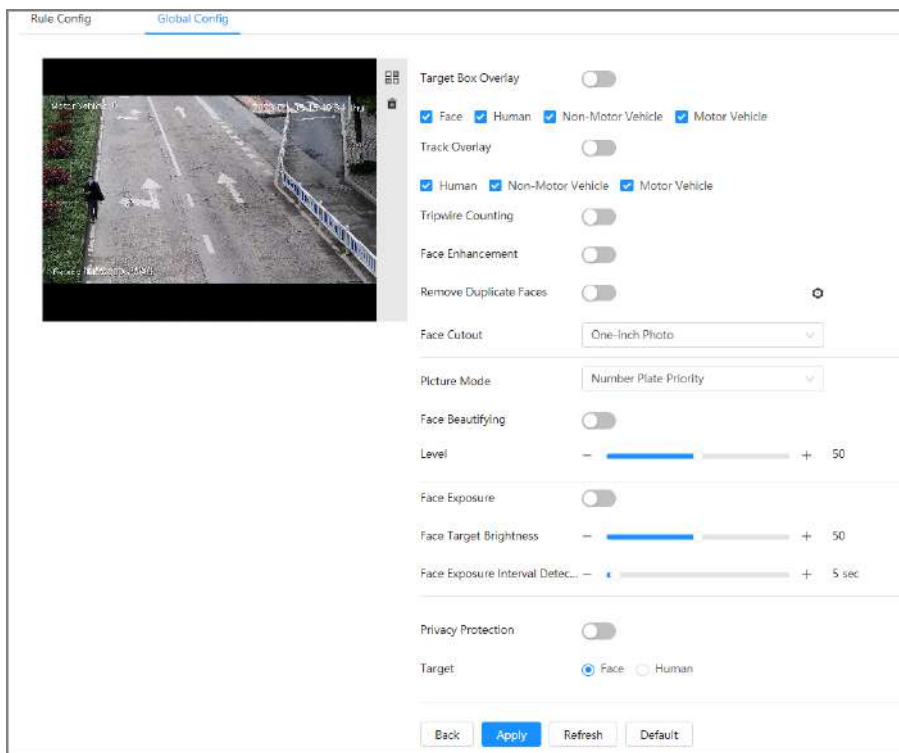 Rule Config Global Config
Target Box Overlay
Face Human Non-Motor Vehicle Motor Vehicle
Track Overlay
Human Non-Motor Vehicle Motor Vehicle
Tripwire Counting
Face Enhancement
Remove Duplicate Faces
Face Cutout One-inch Photo
Picture Mode Number Plate Priority
Face Beautifying
Level − + 50
Face Exposure
Face Target Brightness − + 50
Face Exposure Interval Detec... − + 5 sec
Privacy Protection
Target Face Human
Back Apply Refresh Default